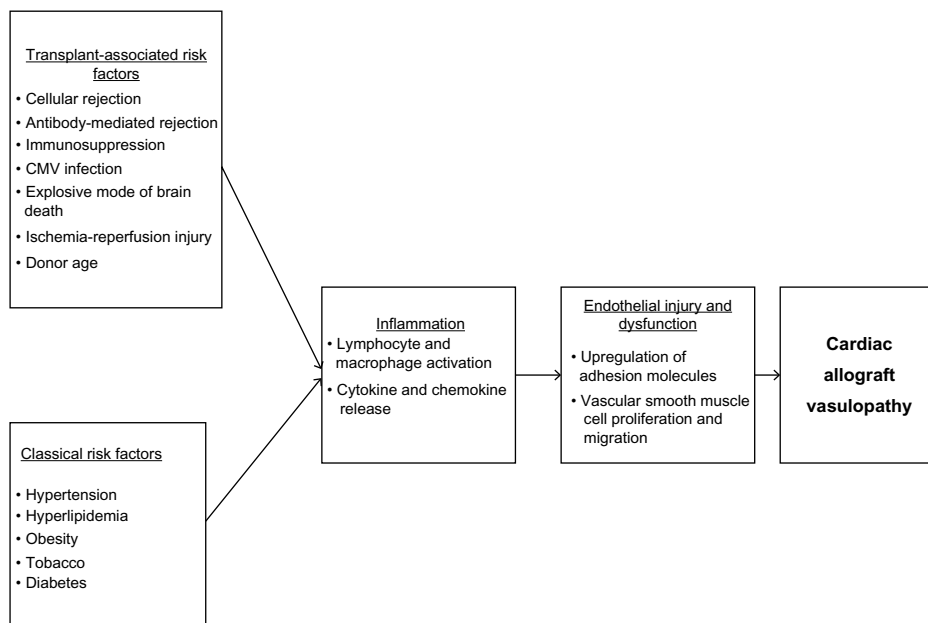 Transplant-associated risk
factors
• Cellular rejection
• Antibody-mediated rejection
• Immunosuppression
• CMV infection
• Explosive mode of brain
death
• Ischemia-reperfusion injury
• Donor age
Classical risk factors
• Hypertension
• Hyperlipidemia
• Obesity
• Tobacco
• Diabetes
Inflammation
• Lymphocyte and
macrophage activation
• Cytokine and chemokine
release
Endothelial injury and
dysfunction
• Upregulation of
adhesion molecules
• Vascular smooth muscle
cell proliferation and
migration
Cardiac
allograft
vasulopathy